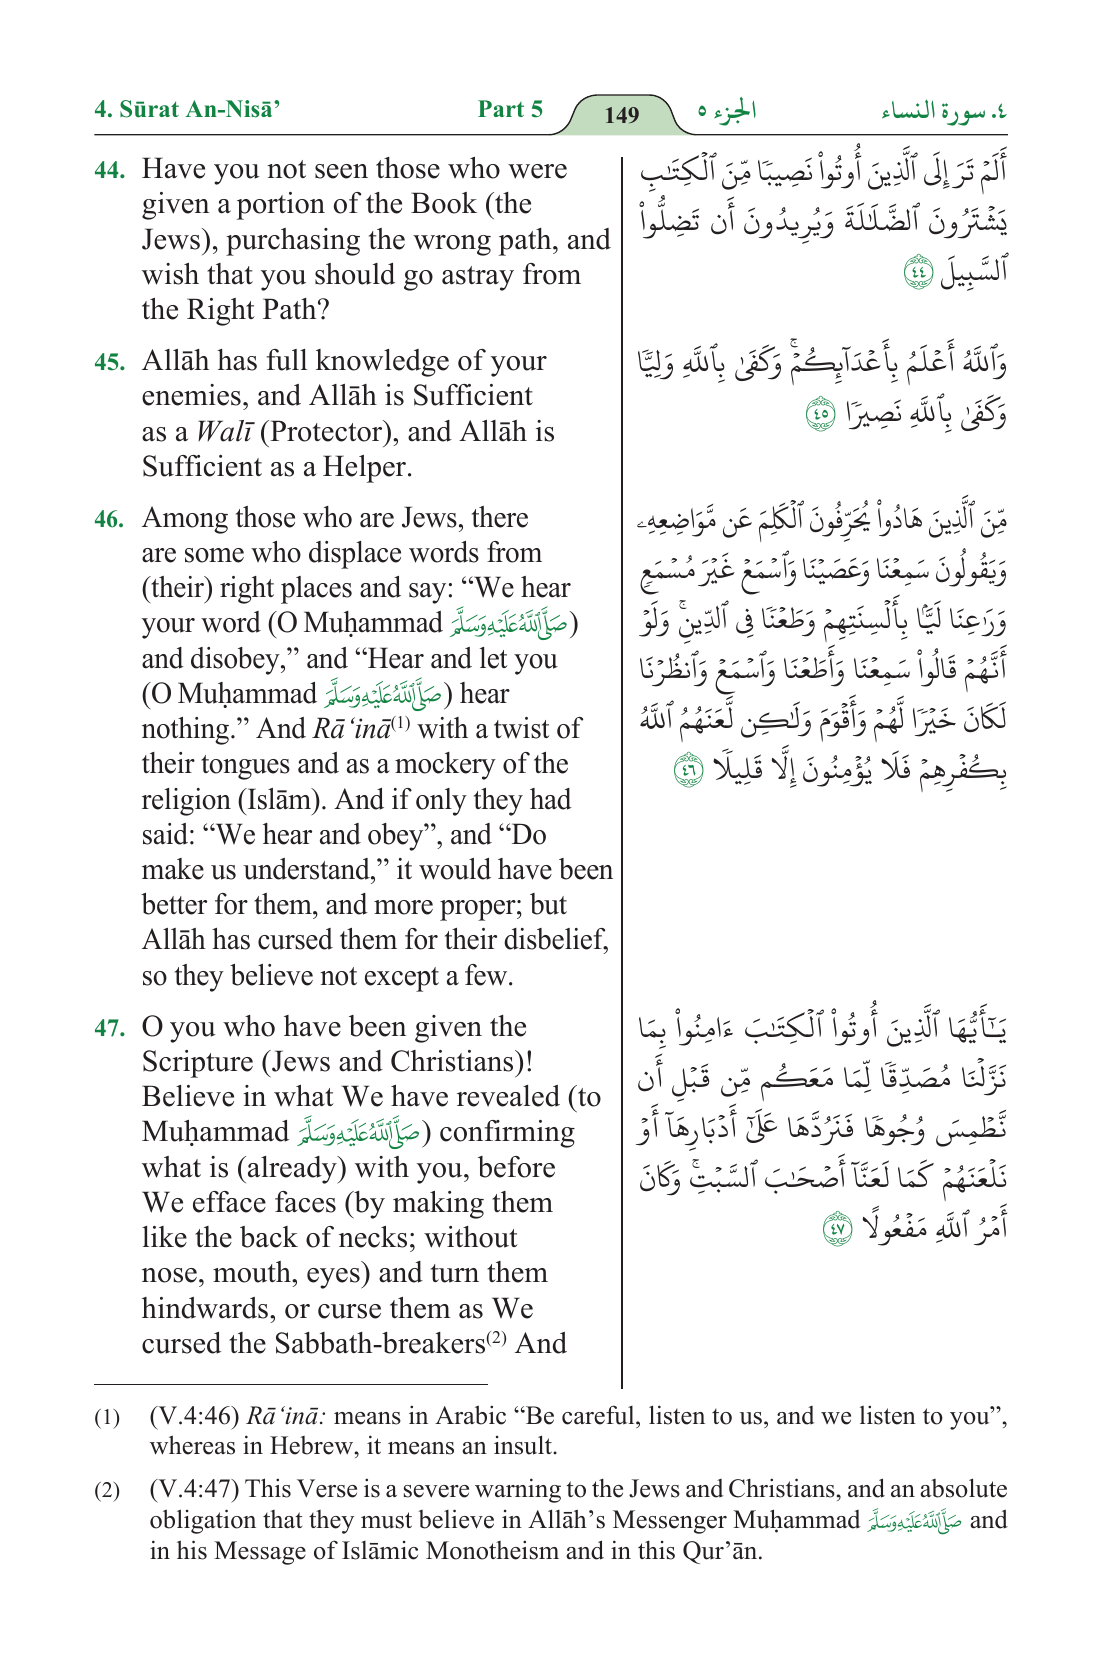 4. Sūrat An-Nisā’ Part 5 149 الجزء ٥ ٤. سورة النساء
44. Have you not seen those who were
given a portion of the Book (the
Jews), purchasing the wrong path, and
wish that you should go astray from
the Right Path?
أَلَمْ تَرَ إِلَى ٱلَّذِينَ أُوتُوا۟ نَصِيبًا مِّنَ ٱلْكِتَـٰبِ
يَشْتَرُونَ ٱلضَّلَـٰلَةَ وَيُرِيدُونَ أَن تَضِلُّوا۟
ٱلسَّبِيلَ ٤٤
45. Allāh has full knowledge of your
enemies, and Allāh is Sufficient
as a Walī (Protector), and Allāh is
Sufficient as a Helper.
وَٱللَّهُ أَعْلَمُ بِأَعْدَآئِكُمْ ۚ وَكَفَىٰ بِٱللَّهِ وَلِيًّا
وَكَفَىٰ بِٱللَّهِ نَصِيرًا ٤٥
46. Among those who are Jews, there
are some who displace words from
(their) right places and say: “We hear
your word (O Muḥammad صَلَّى ٱللَّهُ عَلَيْهِ وَسَلَّمَ)
and disobey,” and “Hear and let you
(O Muḥammad صَلَّى ٱللَّهُ عَلَيْهِ وَسَلَّمَ) hear
nothing.” And Rā‘inā(1) with a twist of
their tongues and as a mockery of the
religion (Islām). And if only they had
said: “We hear and obey”, and “Do
make us understand,” it would have been
better for them, and more proper; but
Allāh has cursed them for their disbelief,
so they believe not except a few.
مِّنَ ٱلَّذِينَ هَادُوا۟ يُحَرِّفُونَ ٱلْكَلِمَ عَن مَّوَاضِعِهِۦ
وَيَقُولُونَ سَمِعْنَا وَعَصَيْنَا وَٱسْمَعْ غَيْرَ مُسْمَعٍ
وَرَٰعِنَا لَيًّۢا بِأَلْسِنَتِهِمْ وَطَعْنًا فِى ٱلدِّينِ ۚ وَلَوْ
أَنَّهُمْ قَالُوا۟ سَمِعْنَا وَأَطَعْنَا وَٱسْمَعْ وَٱنظُرْنَا
لَكَانَ خَيْرًا لَّهُمْ وَأَقْوَمَ وَلَـٰكِن لَّعَنَهُمُ ٱللَّهُ
بِكُفْرِهِمْ فَلَا يُؤْمِنُونَ إِلَّا قَلِيلًا ٤٦
47. O you who have been given the
Scripture (Jews and Christians)!
Believe in what We have revealed (to
Muḥammad صَلَّى ٱللَّهُ عَلَيْهِ وَسَلَّمَ) confirming
what is (already) with you, before
We efface faces (by making them
like the back of necks; without
nose, mouth, eyes) and turn them
hindwards, or curse them as We
cursed the Sabbath-breakers(2) And
يَـٰٓأَيُّهَا ٱلَّذِينَ أُوتُوا۟ ٱلْكِتَـٰبَ ءَامِنُوا۟ بِمَا
نَزَّلْنَا مُصَدِّقًا لِّمَا مَعَكُم مِّن قَبْلِ أَن
نَّطْمِسَ وُجُوهًا فَنَرُدَّهَا عَلَىٰٓ أَدْبَارِهَآ أَوْ
نَلْعَنَهُمْ كَمَا لَعَنَّآ أَصْحَـٰبَ ٱلسَّبْتِ ۚ وَكَانَ
أَمْرُ ٱللَّهِ مَفْعُولًا ٤٧
(1) (V.4:46) Rā‘inā: means in Arabic “Be careful, listen to us, and we listen to you”,
whereas in Hebrew, it means an insult.
(2) (V.4:47) This Verse is a severe warning to the Jews and Christians, and an absolute
obligation that they must believe in Allāh’s Messenger Muḥammad صَلَّى ٱللَّهُ عَلَيْهِ وَسَلَّمَ and
in his Message of Islāmic Monotheism and in this Qur’ān.